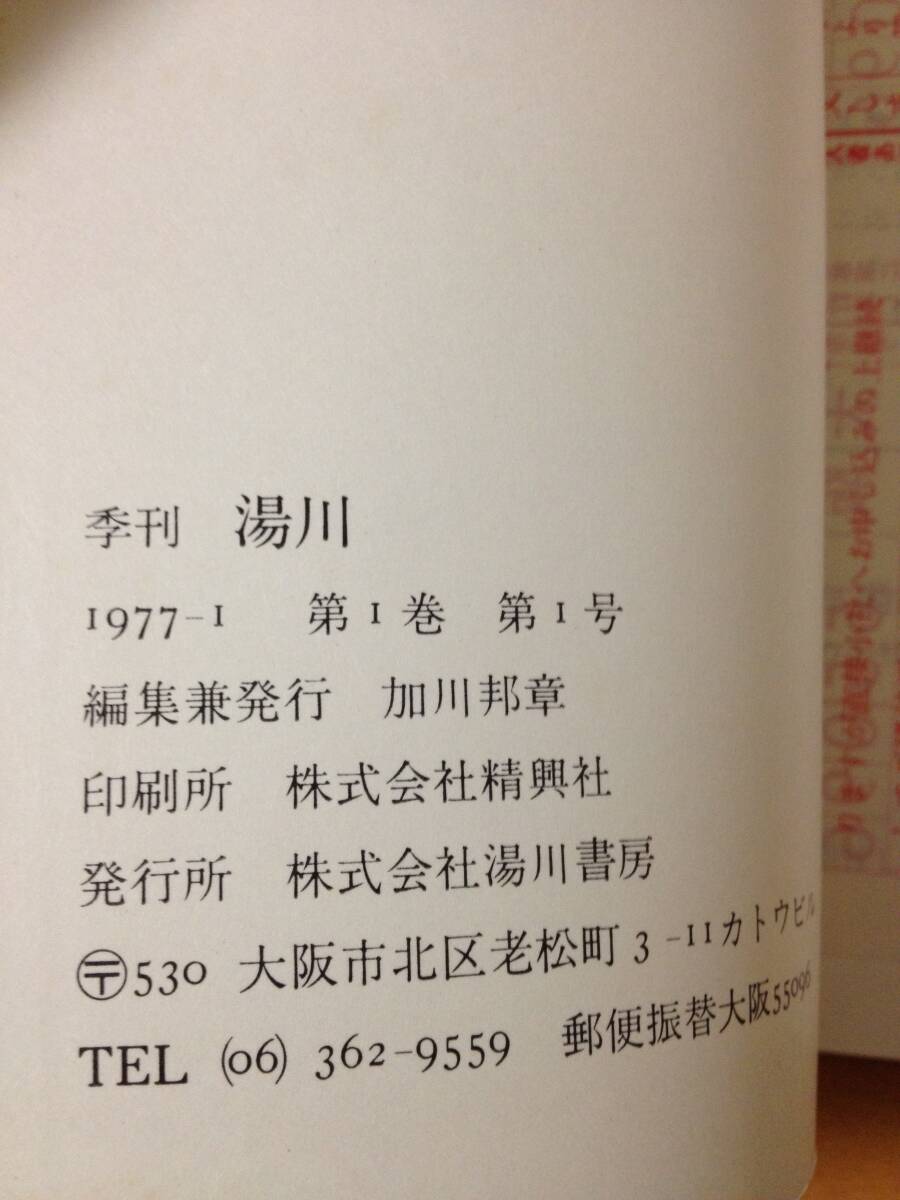 季刊 湯川
1977-1 第1巻 第1号
編集兼発行 加川邦章
印刷所 株式会社精興社
発行所 株式会社湯川書房
〒530 大阪市北区老松町3-11カトウビル
TEL (06) 362-9559 郵便振替大阪55096